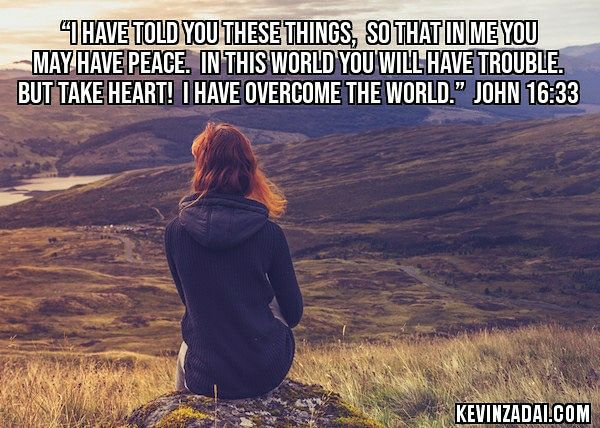 “I HAVE TOLD YOU THESE THINGS, SO THAT IN ME YOU
MAY HAVE PEACE. IN THIS WORLD YOU WILL HAVE TROUBLE.
BUT TAKE HEART! I HAVE OVERCOME THE WORLD.” JOHN 16:33
KEVINZADAI.COM